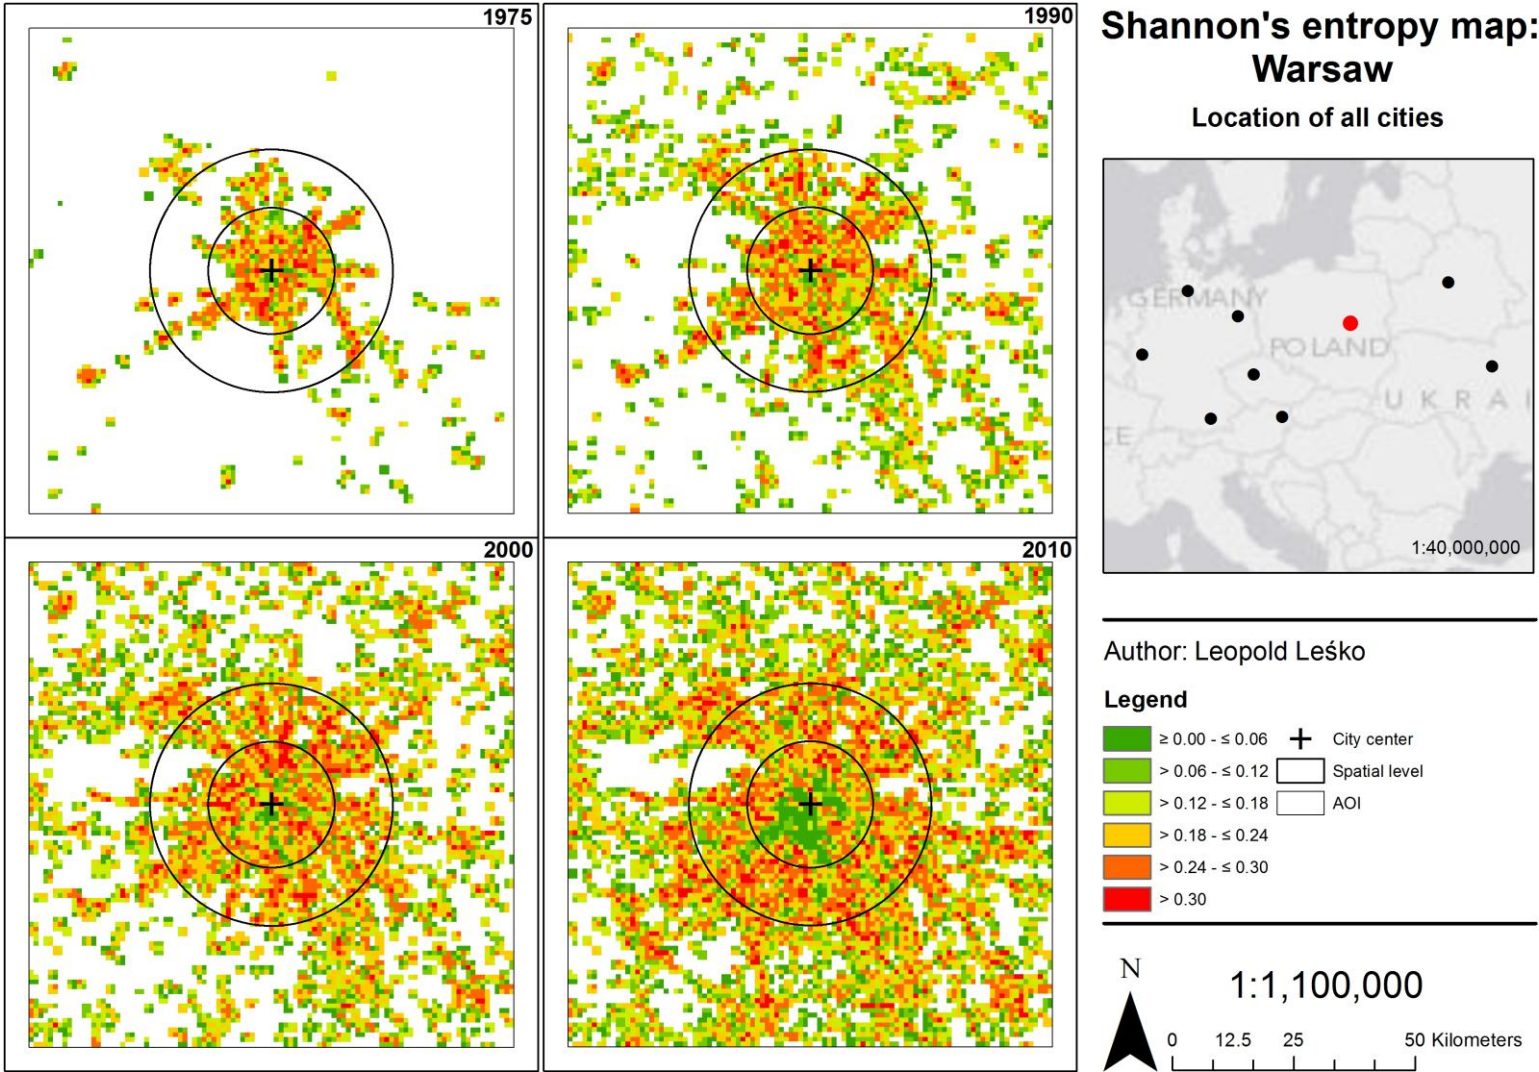 1975
1990
2000
2010
Shannon's entropy map:
Warsaw
Location of all cities
GERMANY
POLAND
UKRAI
CE
1:40,000,000
Author: Leopold Leśko
Legend
≥ 0.00 - ≤ 0.06
> 0.06 - ≤ 0.12
> 0.12 - ≤ 0.18
> 0.18 - ≤ 0.24
> 0.24 - ≤ 0.30
> 0.30
City center
Spatial level
AOI
N
1:1,100,000
0 12.5 25 50 Kilometers